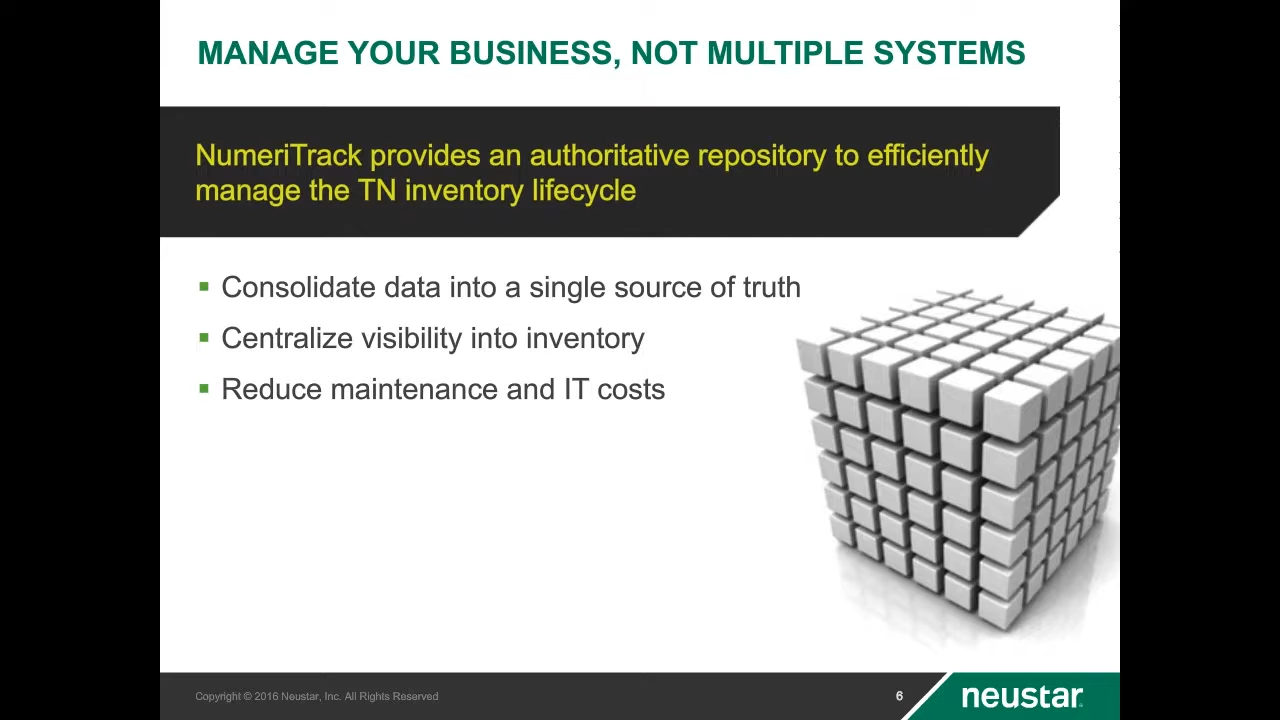 MANAGE YOUR BUSINESS, NOT MULTIPLE SYSTEMS
NumeriTrack provides an authoritative repository to efficiently
manage the TN inventory lifecycle
▪ Consolidate data into a single source of truth
▪ Centralize visibility into inventory
▪ Reduce maintenance and IT costs
Copyright © 2016 Neustar, Inc. All Rights Reserved
6
neustar